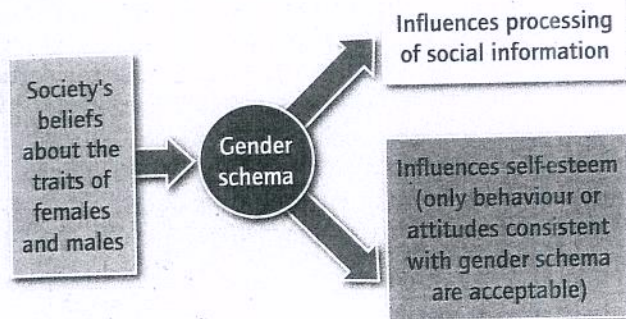 Society's
beliefs
about the
traits of
females
and males
Gender
schema
Influences processing
of social information
Influences self-esteem
(only behaviour or
attitudes consistent
with gender schema
are acceptable)